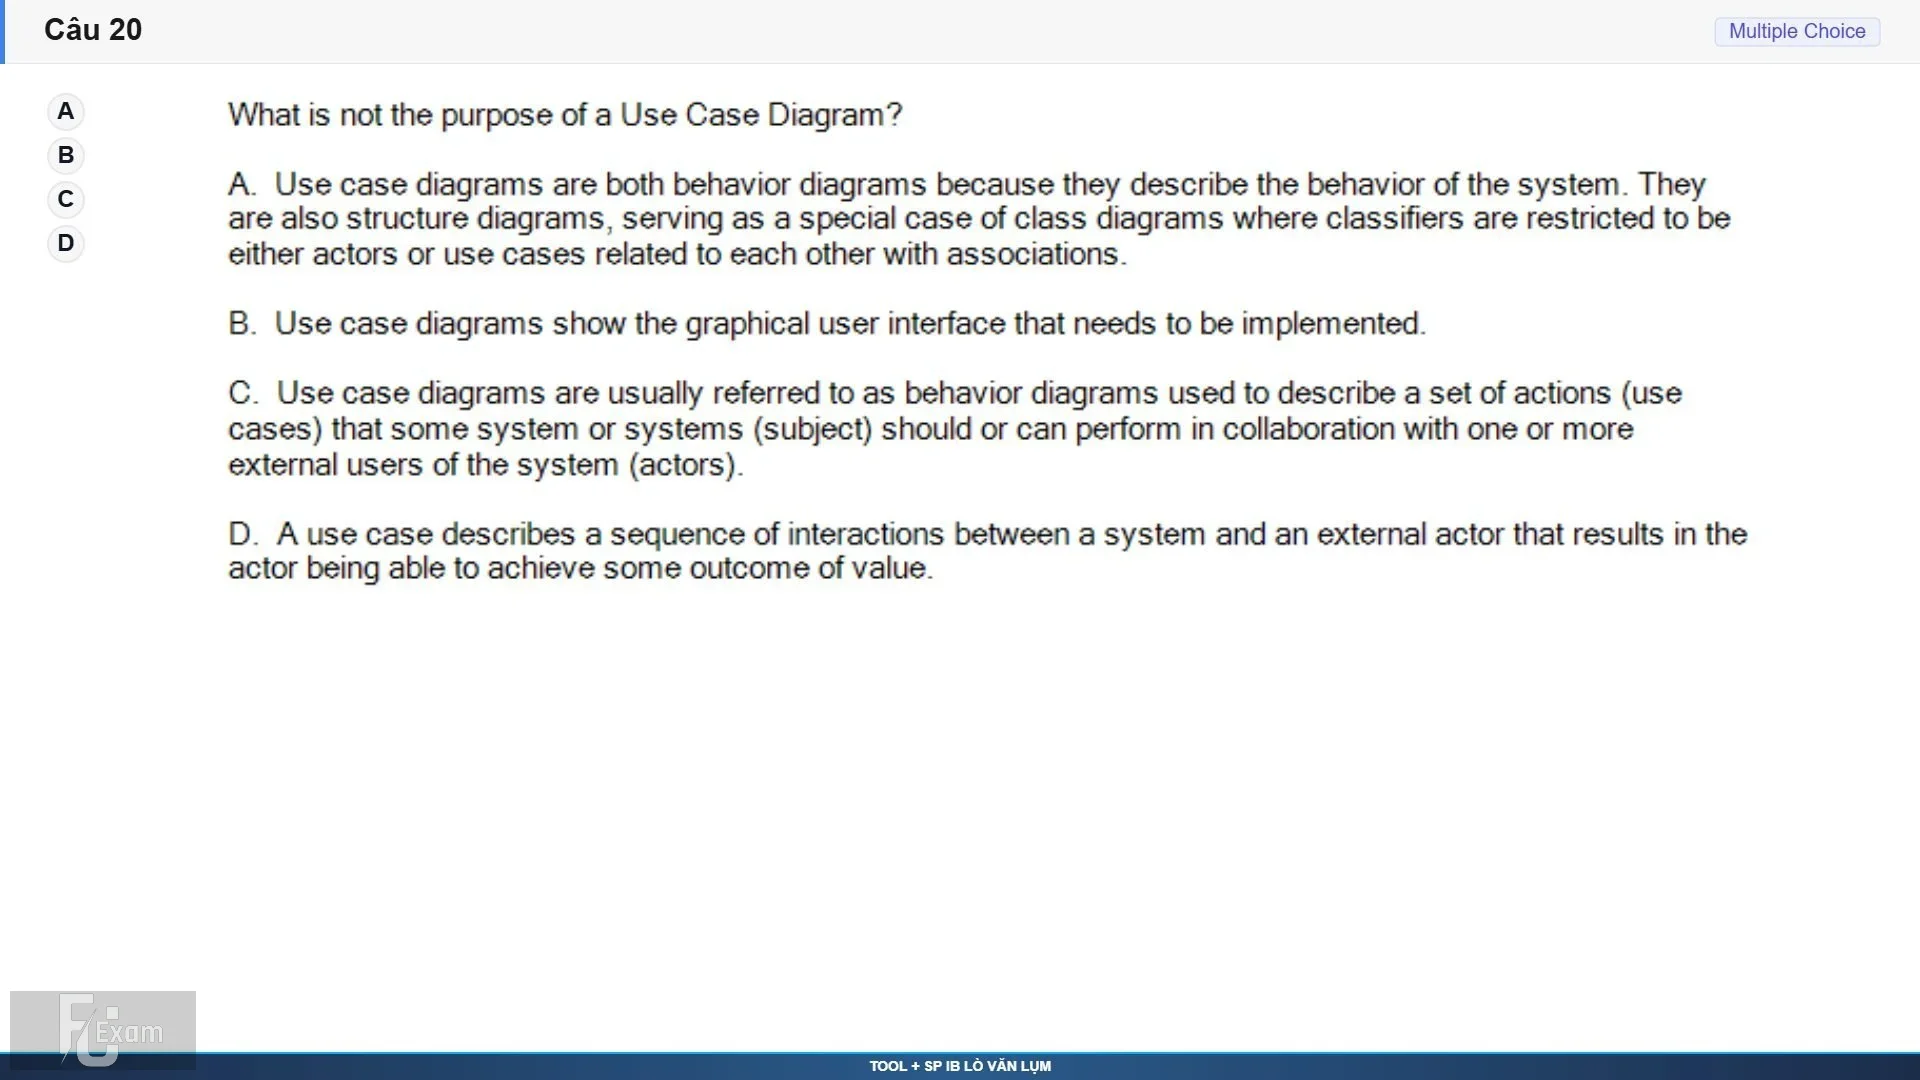 Câu 20
Multiple Choice
A
B
C
D
What is not the purpose of a Use Case Diagram?
A. Use case diagrams are both behavior diagrams because they describe the behavior of the system. They
are also structure diagrams, serving as a special case of class diagrams where classifiers are restricted to be
either actors or use cases related to each other with associations.
B. Use case diagrams show the graphical user interface that needs to be implemented.
C. Use case diagrams are usually referred to as behavior diagrams used to describe a set of actions (use
cases) that some system or systems (subject) should or can perform in collaboration with one or more
external users of the system (actors).
D. A use case describes a sequence of interactions between a system and an external actor that results in the
actor being able to achieve some outcome of value.
FU Exam
TOOL + SP IB LÒ VĂN LỤM